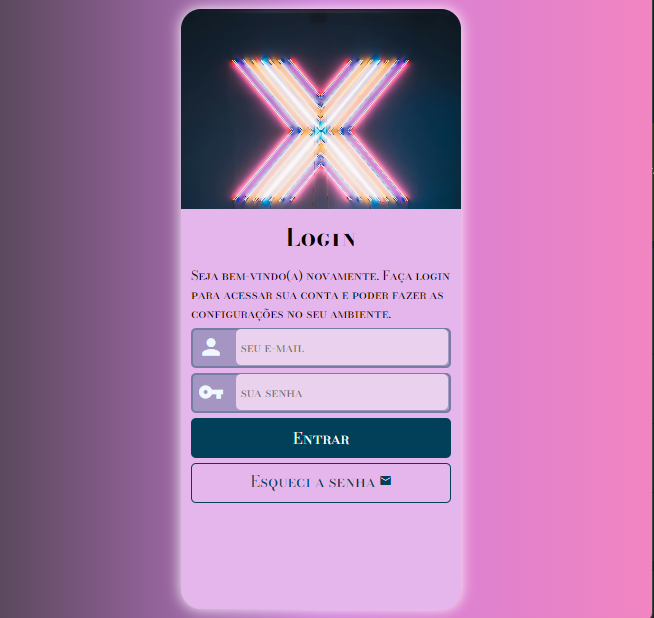 Login
Seja bem-vindo(a) novamente. Faça login
para acessar sua conta e poder fazer as
configurações no seu ambiente.
seu e-mail
sua senha
Entrar
Esqueci a senha